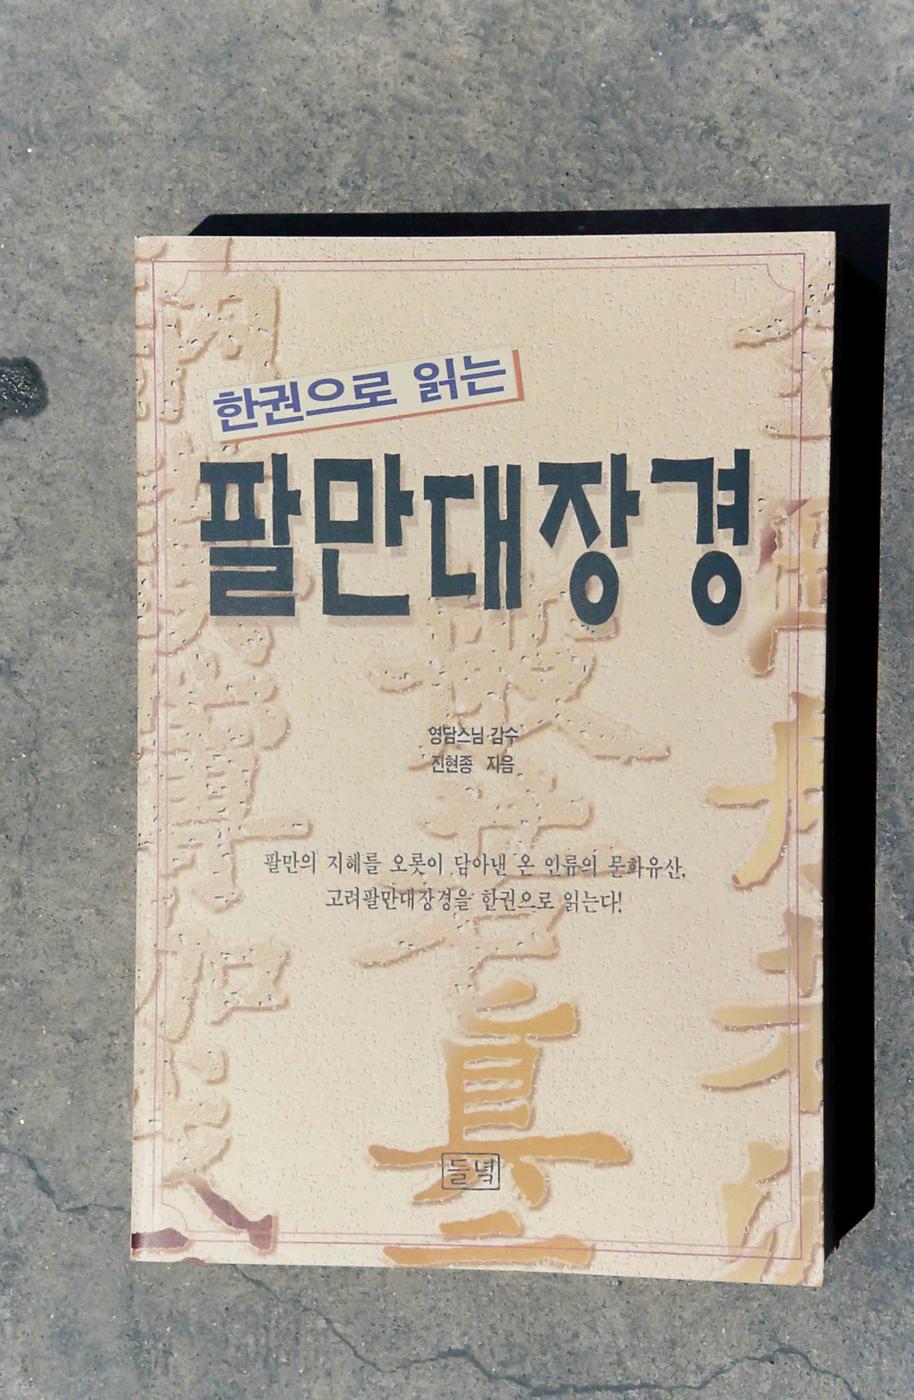 한권으로 읽는
팔만대장경
영담스님 감수
진현종 지음
팔만의 지혜를 오롯이 담아낸 온 인류의 문화유산,
고려팔만대장경을 한권으로 읽는다!
真
들녘